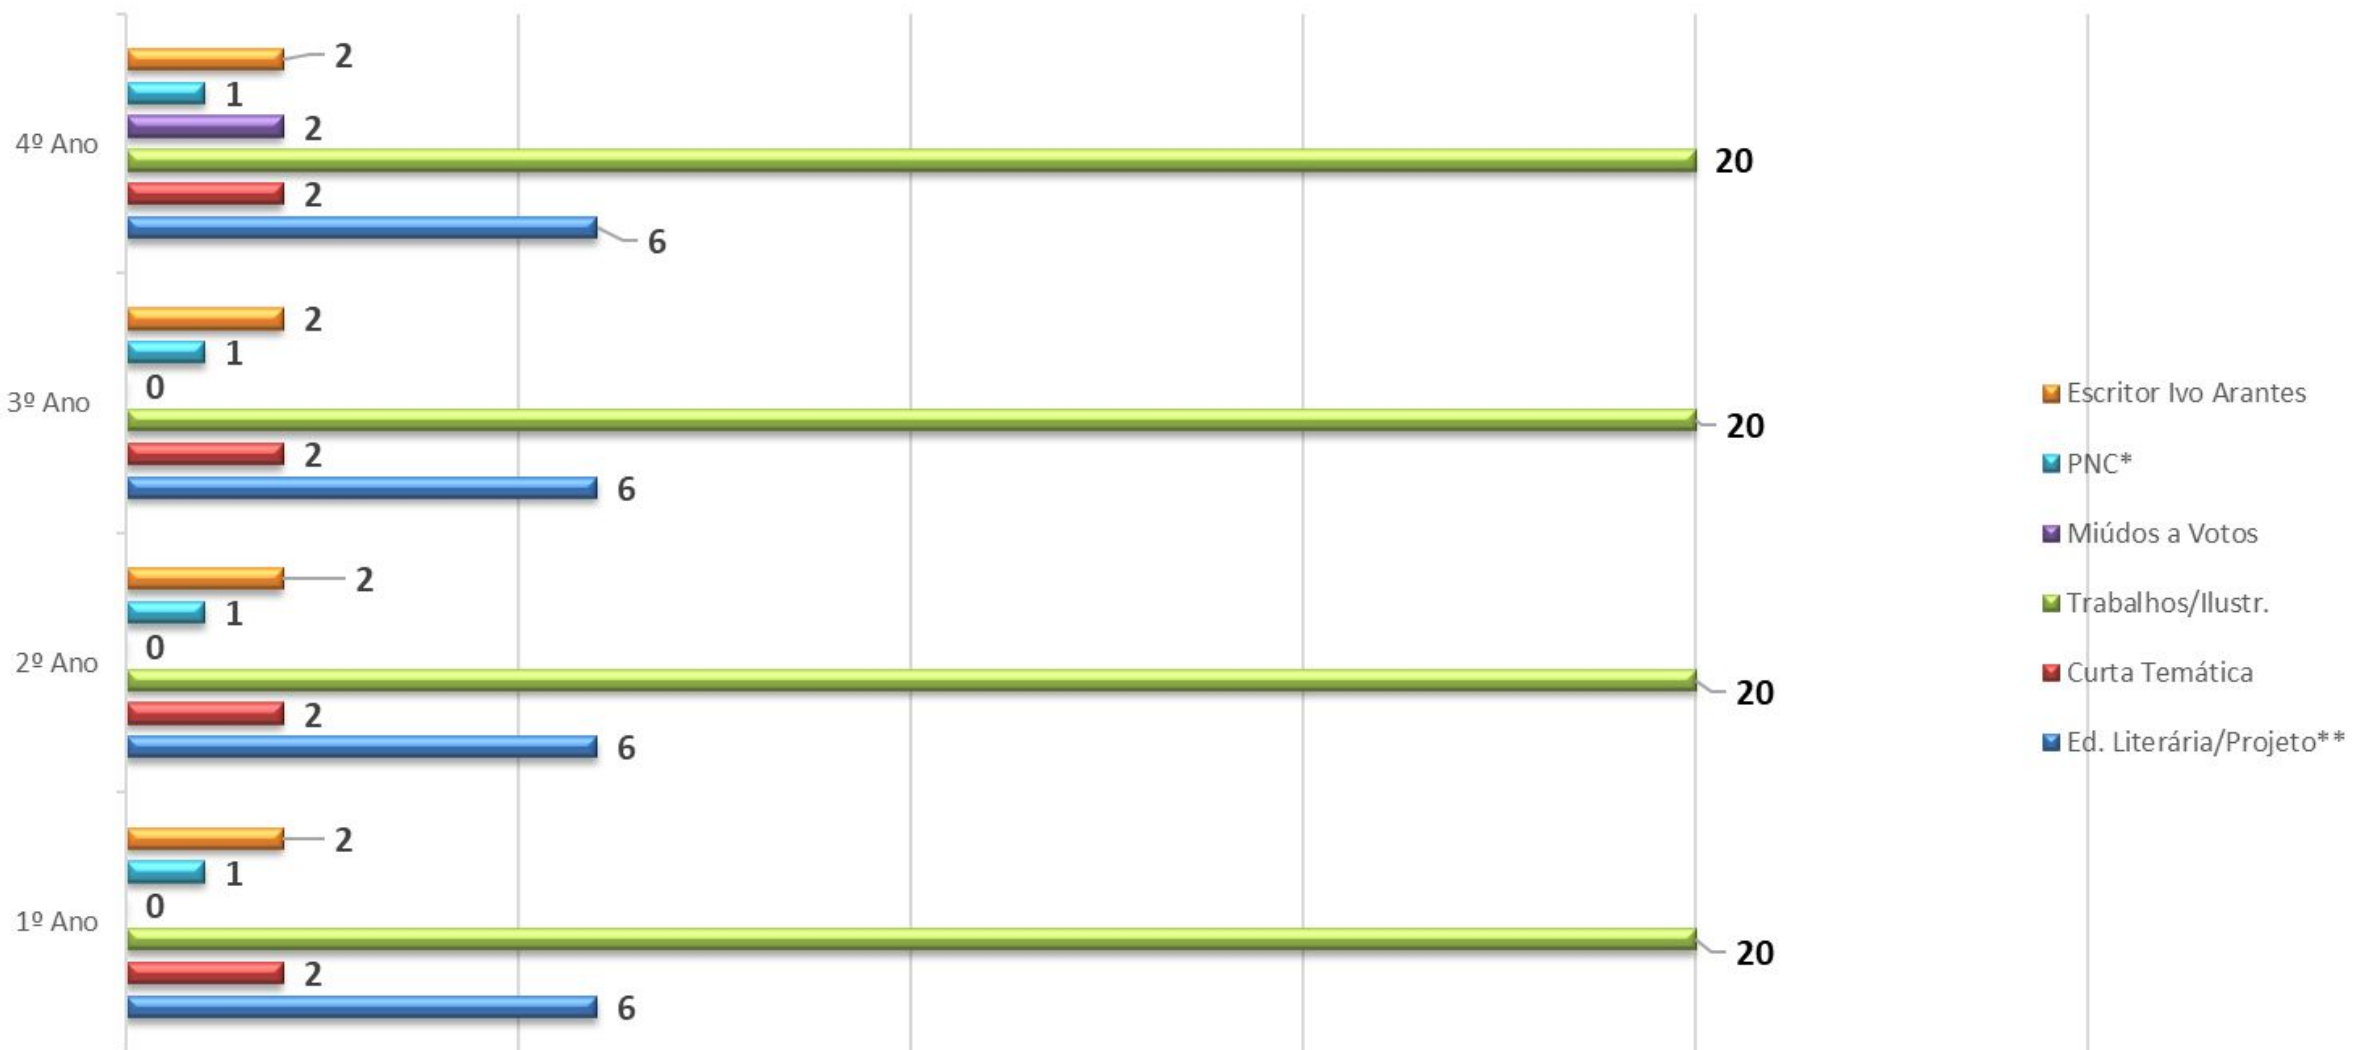 2
1
2
4º Ano
20
2
6
2
1
0
3º Ano
20
2
6
2
1
0
2º Ano
20
2
6
2
1
0
1º Ano
20
2
6
Escritor Ivo Arantes
PNC*
Miúdos a Votos
Trabalhos/Ilustr.
Curta Temática
Ed. Literária/Projeto**